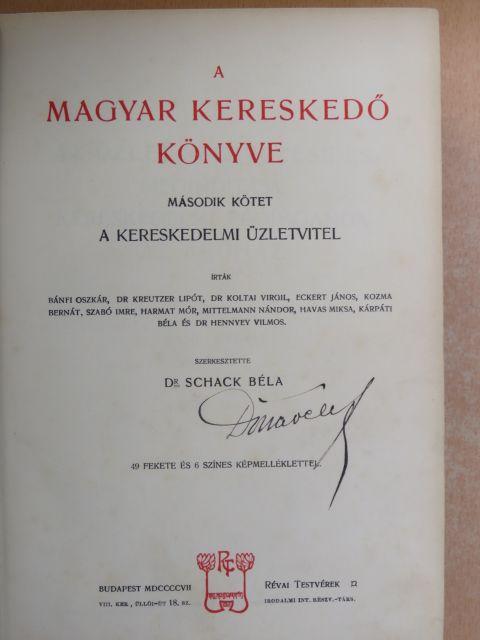 A
MAGYAR KERESKEDŐ
KÖNYVE
MÁSODIK KÖTET
A KERESKEDELMI ÜZLETVITEL
IRTÁK
BÁNFI OSZKÁR, DR KREUTZER LIPÓT, DR KOLTAI VIRGIL, ECKERT JÁNOS, KOZMA
BERNÁT, SZABÓ IMRE, HARMAT MÓR, MITTELMANN NÁNDOR, HAVAS MIKSA, KÁRPÁTI
BÉLA ÉS DR HENNYEY VILMOS.
SZERKESZTETTE
DR SCHACK BÉLA
49 FEKETE ÉS 6 SZÍNES KÉPMELLÉKLETTEL.
BUDAPEST MDCCCCVII
VIII. KER., ÜLLŐI-ÚT 18. SZ.
RÉVAI TESTVÉREK
IRODALMI INT. RÉSZV.-TÁRS.